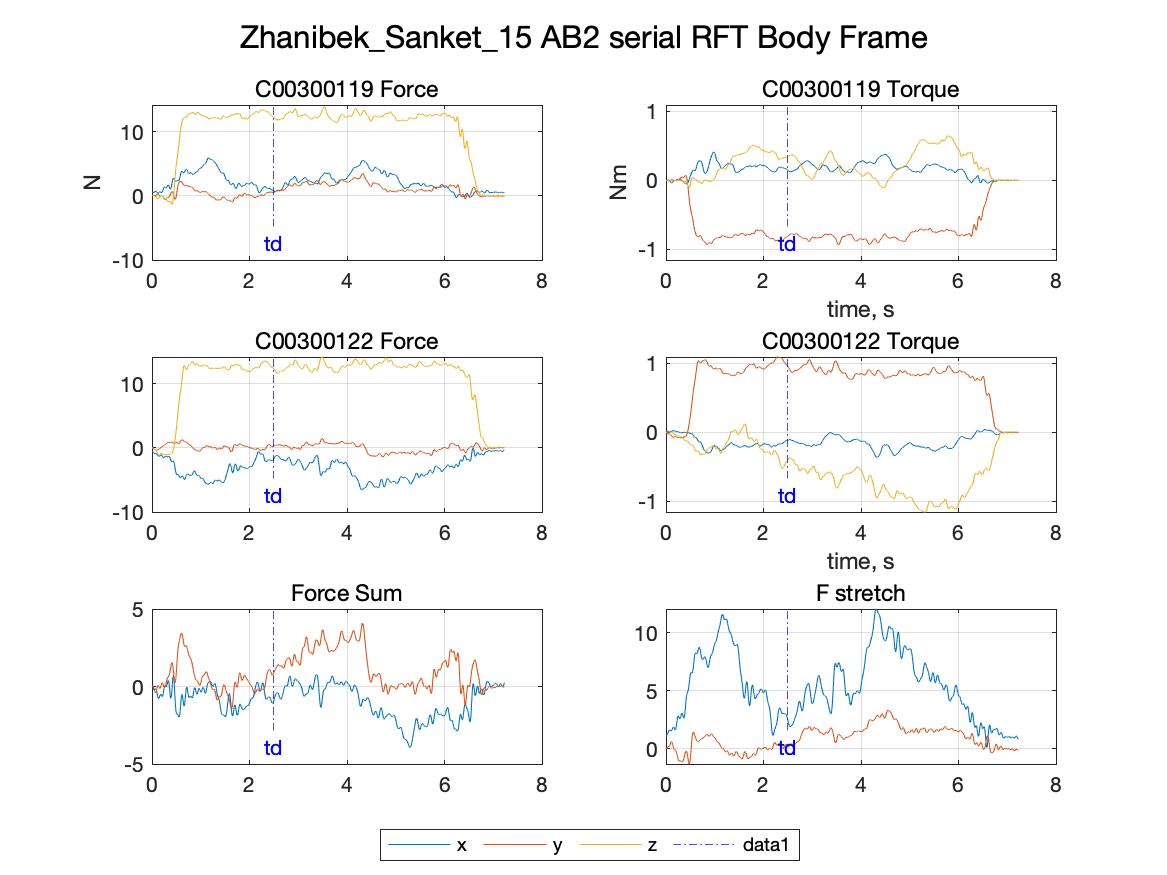 Zhanibek_Sanket_15 AB2 serial RFT Body Frame
C00300119 Force
N
10
0
-10
td
0 2 4 6 8
C00300119 Torque
Nm
1
0
-1
td
0 2 4 6 8
time, s
C00300122 Force
10
0
-10
td
0 2 4 6 8
C00300122 Torque
1
0
-1
td
0 2 4 6 8
time, s
Force Sum
5
0
-5
td
0 2 4 6 8
F stretch
10
5
0
td
0 2 4 6 8
x y z data1